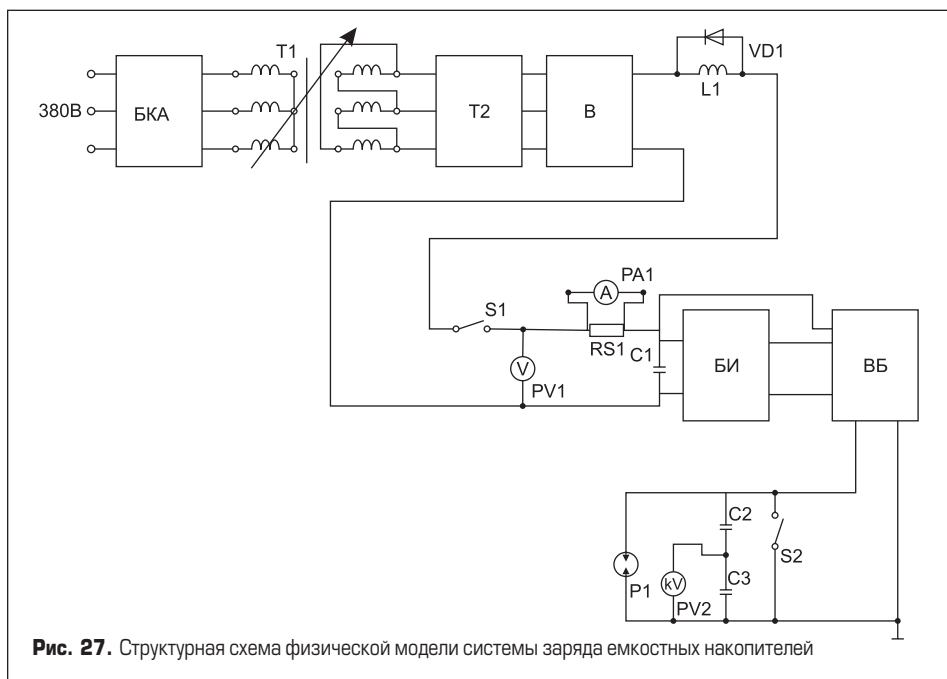 T1
380В
БКА
T2
В
VD1
L1
S1
PA1
A
RS1
V
PV1
C1
БИ
ВБ
P1
kV
PV2
C2
C3
S2
Рис. 27. Структурная схема физической модели системы заряда емкостных накопителей